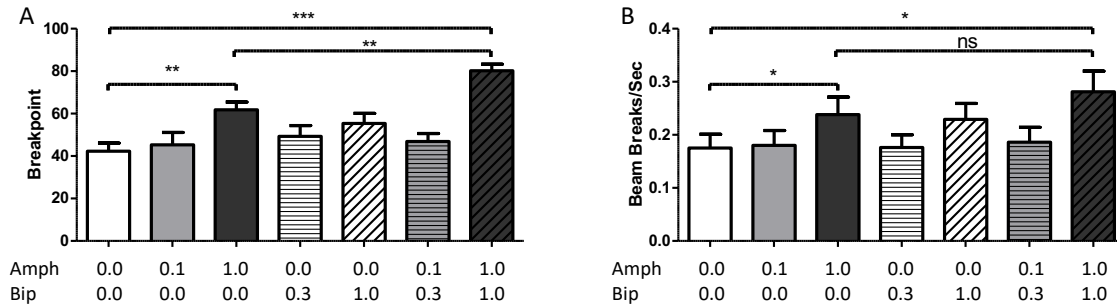 A
B
***
**
**
*
ns
*
100
80
60
40
20
0
Breakpoint
0.4
0.3
0.2
0.1
0.0
Beam Breaks/Sec
Amph 0.0 0.1 1.0 0.0 0.0 0.1 1.0
Bip 0.0 0.0 0.0 0.3 1.0 0.3 1.0
Amph 0.0 0.1 1.0 0.0 0.0 0.1 1.0
Bip 0.0 0.0 0.0 0.3 1.0 0.3 1.0